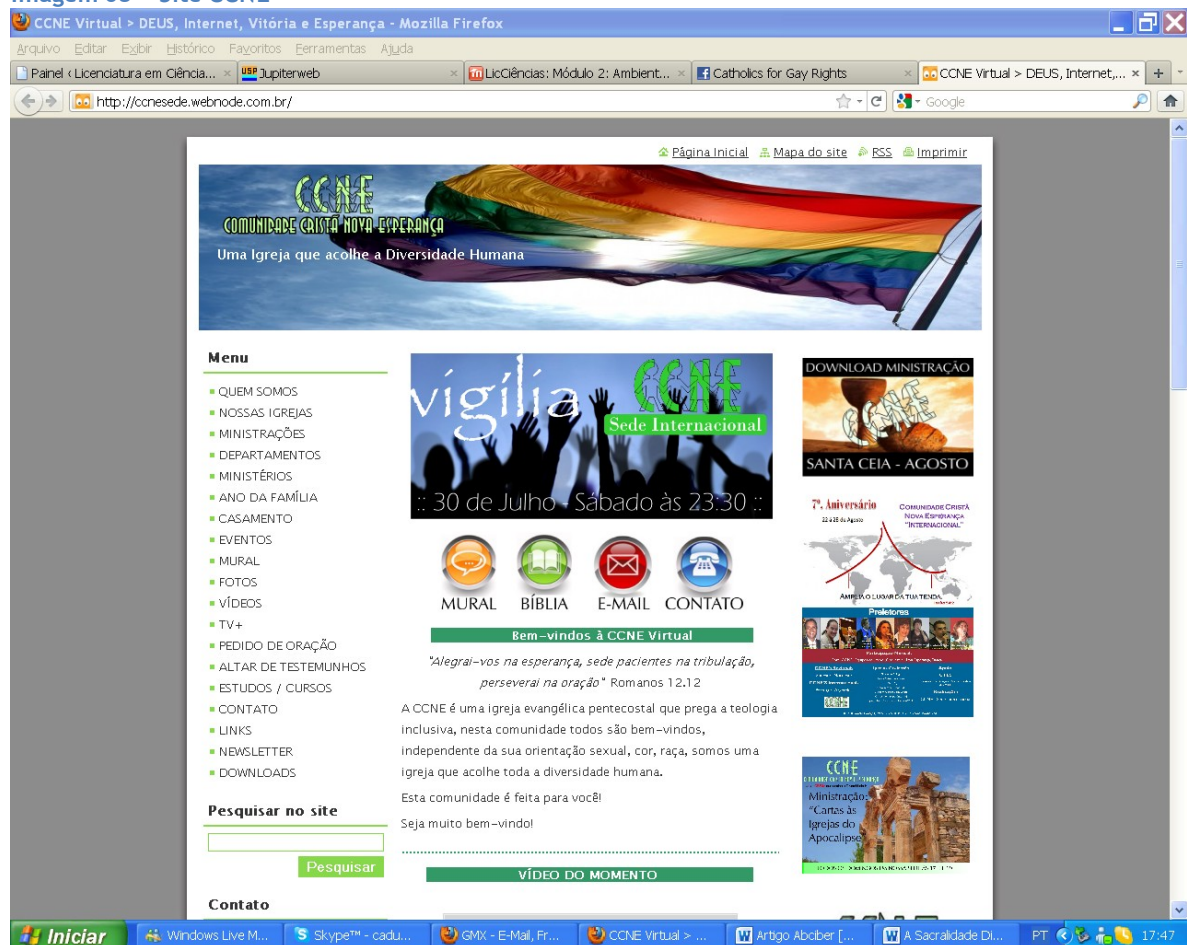 CCNE Virtual > DEUS, Internet, Vitória e Esperança - Mozilla Firefox
Arquivo Editar Exibir Histórico Favoritos Ferramentas Ajuda
Painel ‹ Licenciatura em Ciência...
USP Jupiterweb
LicCiências: Módulo 2: Ambient...
Catholics for Gay Rights
CCNE Virtual > DEUS, Internet,...
http://ccnesede.webnode.com.br/
Google
Página Inicial Mapa do site RSS Imprimir
CCNE
COMUNIDADE CRISTÃ NOVA ESPERANÇA
Uma Igreja que acolhe a Diversidade Humana
Menu
QUEM SOMOS
NOSSAS IGREJAS
MINISTRAÇÕES
DEPARTAMENTOS
MINISTÉRIOS
ANO DA FAMÍLIA
CASAMENTO
EVENTOS
MURAL
FOTOS
VÍDEOS
TV+
PEDIDO DE ORAÇÃO
ALTAR DE TESTEMUNHOS
ESTUDOS / CURSOS
CONTATO
LINKS
NEWSLETTER
DOWNLOADS
Pesquisar no site
Pesquisar
Contato
vigília
CCNE
Sede Internacional
:: 30 de Julho - Sábado às 23:30 ::
MURAL BÍBLIA E-MAIL CONTATO
Bem-vindos à CCNE Virtual
"Alegrai-vos na esperança, sede pacientes na tribulação,
perseverai na oração" Romanos 12.12
A CCNE é uma igreja evangélica pentecostal que prega a teologia
inclusiva, nesta comunidade todos são bem-vindos,
independente da sua orientação sexual, cor, raça, somos uma
igreja que acolhe toda a diversidade humana.
Esta comunidade é feita para você!
Seja muito bem-vindo!
VÍDEO DO MOMENTO
DOWNLOAD MINISTRAÇÃO
CCNE
SANTA CEIA - AGOSTO
7º. Aniversário
Comunidade Cristã
Nova Esperança
"Internacional"
Preletores
CCNE
Ministração:
"Cartas às
Igrejas do
Apocalipse
Iniciar
Windows Live M...
Skype™ - cadu...
GMX - E-Mail, Fr...
CCNE Virtual > ...
Artigo Abciber [...
A Sacralidade Di...
PT
17:47